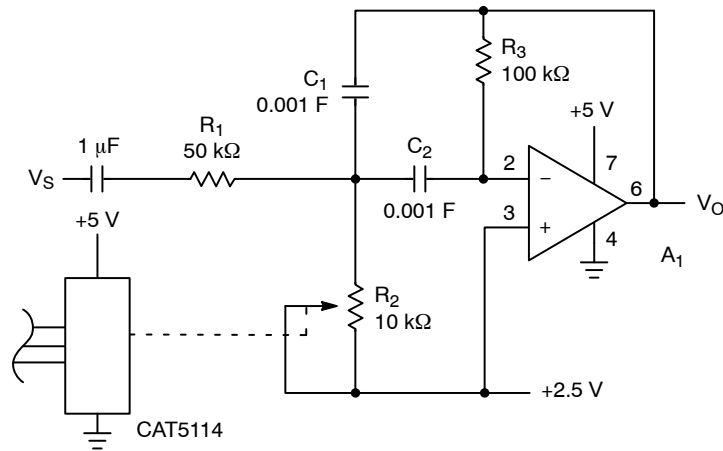 R3
100 kΩ
C1
0.001 F
+5 V
1 μF
R1
50 kΩ
C2
2
7
VS
−
6
VO
0.001 F
3
+
4
A1
+5 V
R2
10 kΩ
+2.5 V
CAT5114